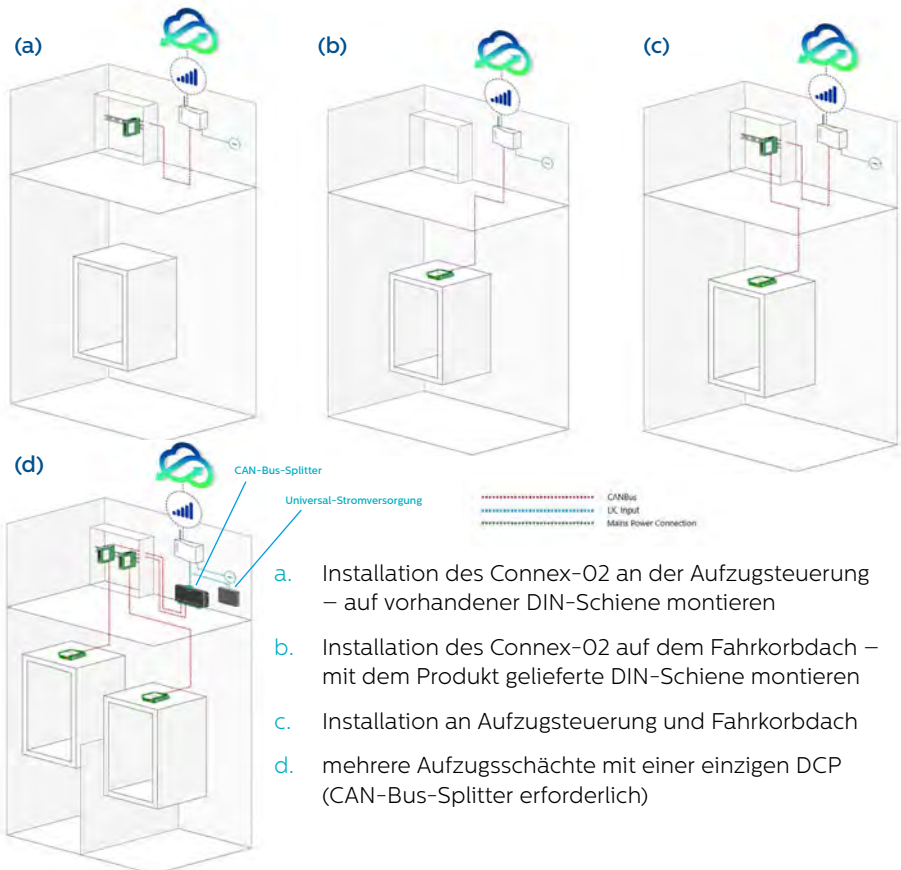 (a)
(b)
(c)
(d)
CAN-Bus-Splitter
Universal-Stromversorgung
CANBus
LIC Input
Mains Power Connection
a. Installation des Connex-02 an der Aufzugsteuerung
– auf vorhandener DIN-Schiene montieren
b. Installation des Connex-02 auf dem Fahrkorbdach –
mit dem Produkt gelieferte DIN-Schiene montieren
c. Installation an Aufzugsteuerung und Fahrkorbdach
d. mehrere Aufzugsschächte mit einer einzigen DCP
(CAN-Bus-Splitter erforderlich)